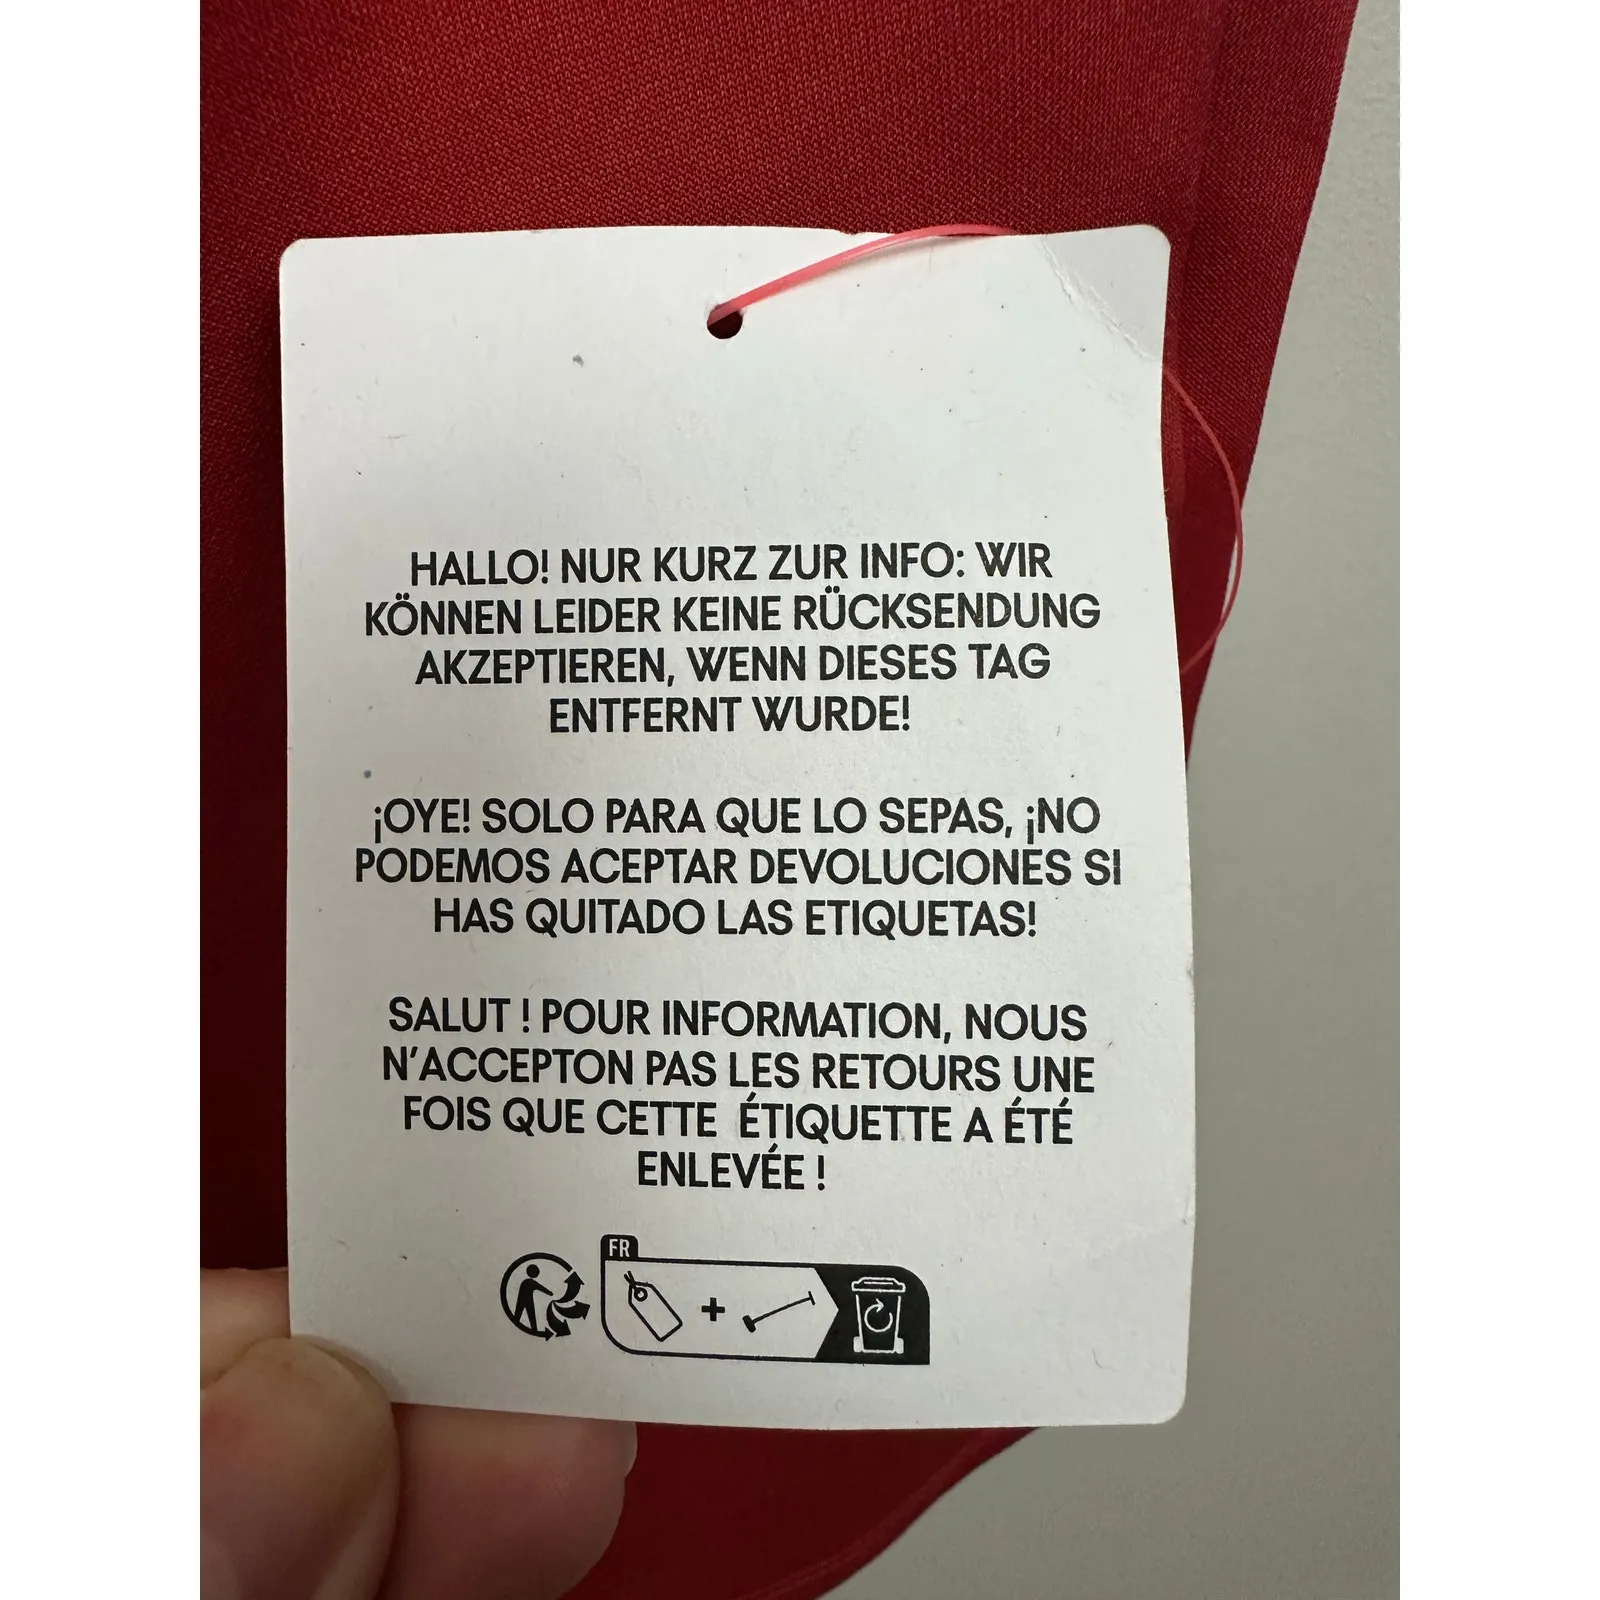 HALLO! NUR KURZ ZUR INFO: WIR
KÖNNEN LEIDER KEINE RÜCKSENDUNG
AKZEPTIEREN, WENN DIESES TAG
ENTFERNT WURDE!
¡OYE! SOLO PARA QUE LO SEPAS, ¡NO
PODEMOS ACEPTAR DEVOLUCIONES SI
HAS QUITADO LAS ETIQUETAS!
SALUT ! POUR INFORMATION, NOUS
N'ACCEPTON PAS LES RETOURS UNE
FOIS QUE CETTE ÉTIQUETTE A ÉTÉ
ENLEVÉE !
FR
+